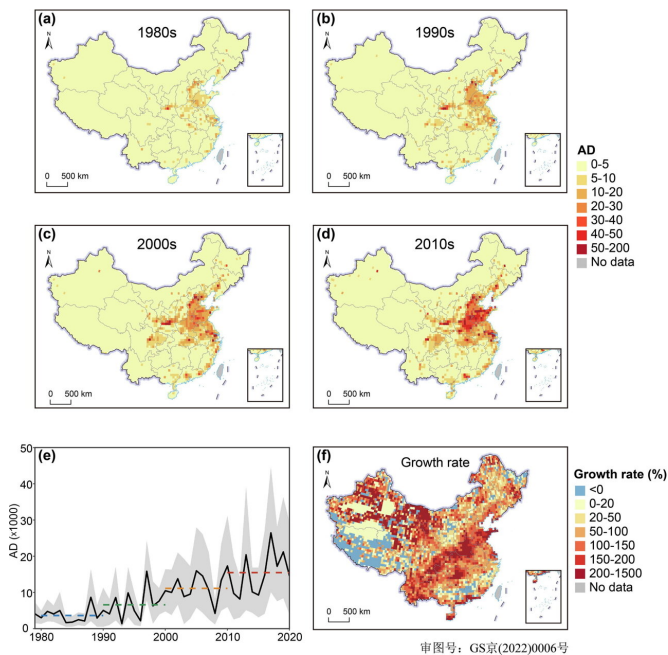 (a)
1980s
N
0 500 km
(b)
1990s
N
0 500 km
(c)
2000s
N
0 500 km
(d)
2010s
N
0 500 km
AD
0-5
5-10
10-20
20-30
30-40
40-50
50-200
No data
(e)
AD (x1000)
50
40
30
20
10
0
1980
1990
2000
2010
2020
(f)
Growth rate
N
0 500 km
Growth rate (%)
<0
0-20
20-50
50-100
100-150
150-200
200-1500
No data
审图号：GS京(2022)0006号